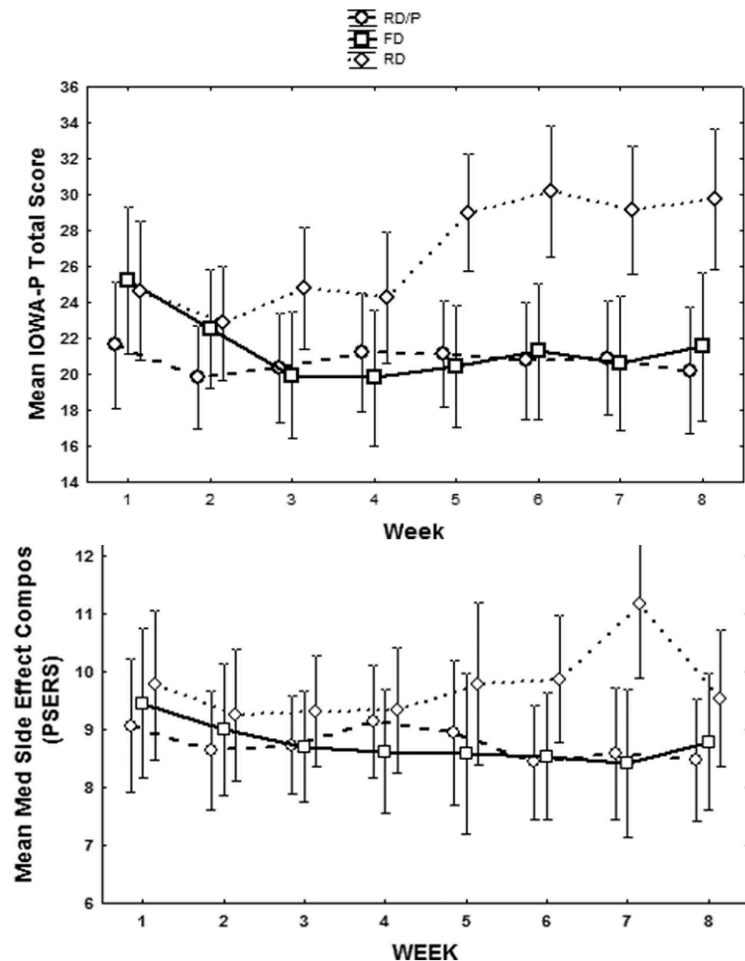 RD/P
FD
RD
Mean IOWA-P Total Score
36
34
32
30
28
26
24
22
20
18
16
14
1 2 3 4 5 6 7 8
Week
Mean Med SIde Effect Compos
(PSERS)
12
11
10
9
8
7
6
1 2 3 4 5 6 7 8
WEEK